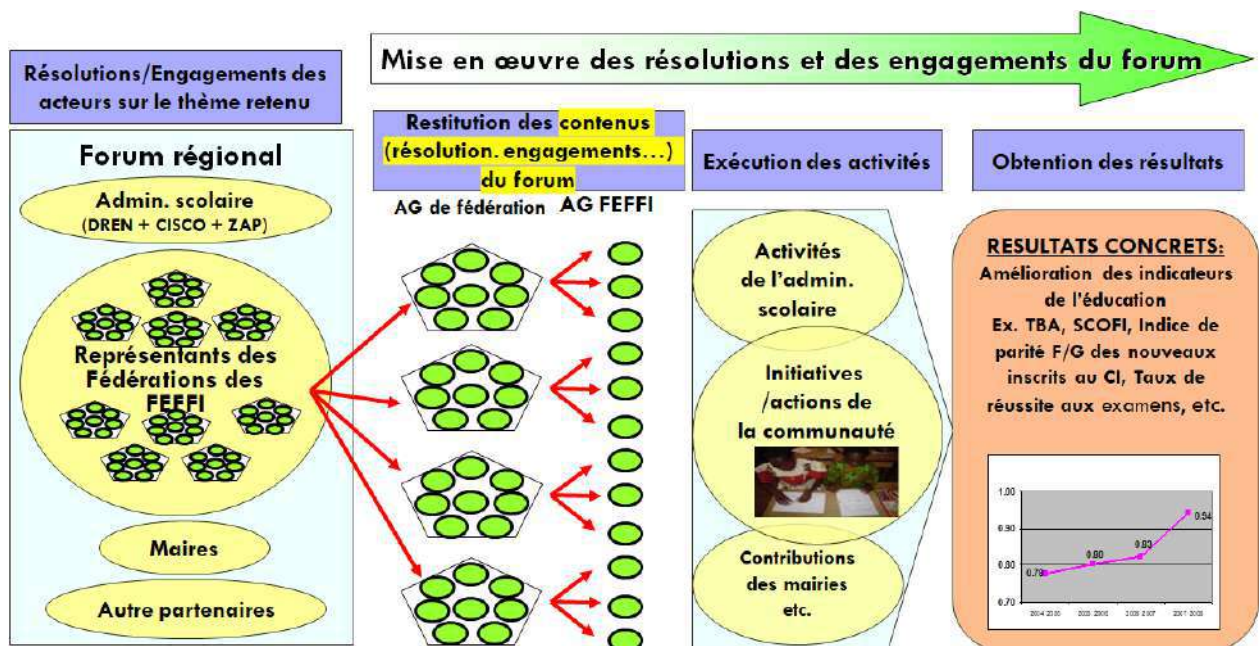 Mise en œuvre des résolutions et des engagements du forum
Résolutions/Engagements des
acteurs sur le thème retenu
Forum régional
Admin. scolaire
(DREN + CISCO + ZAP)
Représentants des
Fédérations des
FEFFI
Maires
Autre partenaires
Restitution des contenus
(résolution. engagements...)
du forum
AG de fédération
AG FEFFI
Exécution des activités
Activités
de l'admin.
scolaire
Initiatives
/actions de
la communauté
Contributions
des mairies
etc.
Obtention des résultats
RESULTATS CONCRETS:
Amélioration des indicateurs
de l'éducation
Ex. TBA, SCOFI, Indice de
parité F/G des nouveaux
inscrits au CI, Taux de
réussite aux examens, etc.
1.00
0.90
0.80
0.70
0.80
0.94
2007-2008